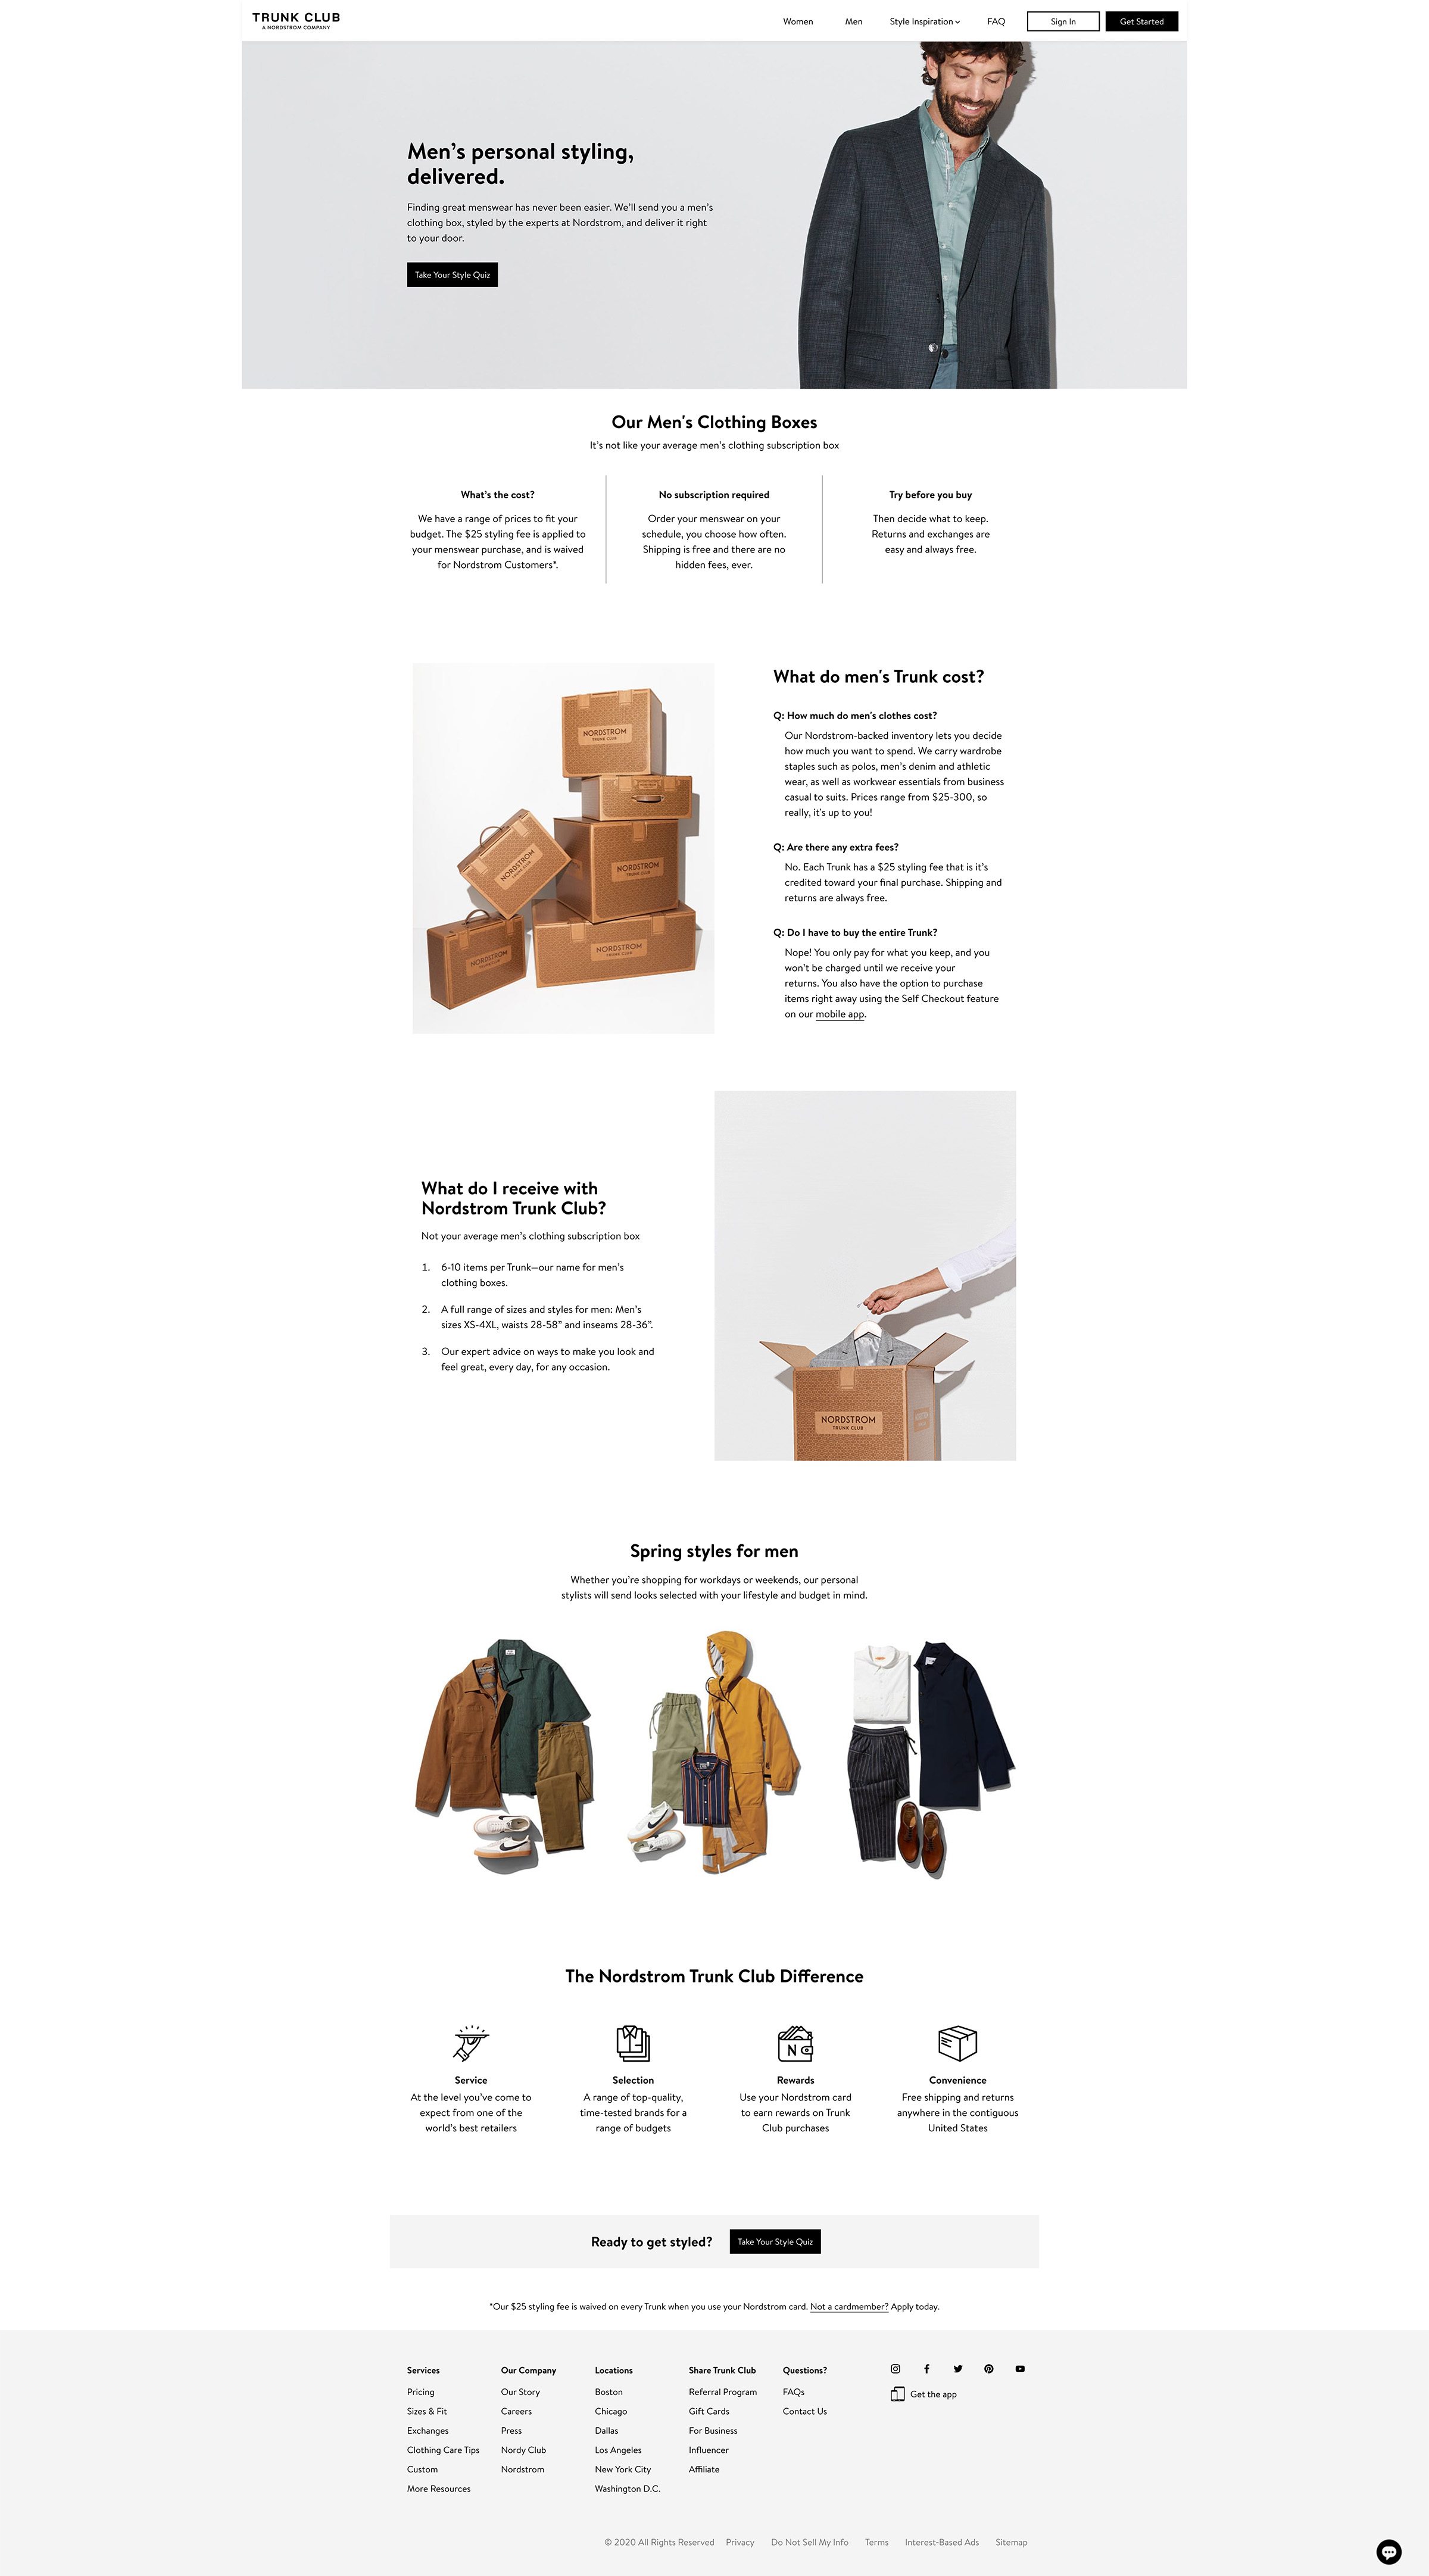 TRUNK CLUB
A NORDSTROM COMPANY
Women
Men
Style Inspiration
FAQ
Sign In
Get Started
Men’s personal styling,
delivered.
Finding great menswear has never been easier. We’ll send you a men’s
clothing box, styled by the experts at Nordstrom, and deliver it right
to your door.
Take Your Style Quiz
Our Men's Clothing Boxes
It’s not like your average men’s clothing subscription box
What’s the cost?
We have a range of prices to fit your
budget. The $25 styling fee is applied to
your menswear purchase, and is waived
for Nordstrom Customers*.
No subscription required
Order your menswear on your
schedule, you choose how often.
Shipping is free and there are no
hidden fees, ever.
Try before you buy
Then decide what to keep.
Returns and exchanges are
easy and always free.
NORDSTROM
TRUNK CLUB
NORDSTROM
TRUNK CLUB
NORDSTROM
TRUNK CLUB
NORDSTROM
TRUNK CLUB
NORDSTROM
TRUNK CLUB
What do men's Trunk cost?
Q: How much do men's clothes cost?
Our Nordstrom-backed inventory lets you decide
how much you want to spend. We carry wardrobe
staples such as polos, men’s denim and athletic
wear, as well as workwear essentials from business
casual to suits. Prices range from $25-300, so
really, it's up to you!
Q: Are there any extra fees?
No. Each Trunk has a $25 styling fee that is it’s
credited toward your final purchase. Shipping and
returns are always free.
Q: Do I have to buy the entire Trunk?
Nope! You only pay for what you keep, and you
won’t be charged until we receive your
returns. You also have the option to purchase
items right away using the Self Checkout feature
on our mobile app.
What do I receive with
Nordstrom Trunk Club?
Not your average men’s clothing subscription box
1. 6-10 items per Trunk—our name for men’s
clothing boxes.
2. A full range of sizes and styles for men: Men’s
sizes XS-4XL, waists 28-58” and inseams 28-36”.
3. Our expert advice on ways to make you look and
feel great, every day, for any occasion.
NORDSTROM
TRUNK CLUB
Spring styles for men
Whether you’re shopping for workdays or weekends, our personal
stylists will send looks selected with your lifestyle and budget in mind.
The Nordstrom Trunk Club Difference
N
Service
At the level you’ve come to
expect from one of the
world’s best retailers
Selection
A range of top-quality,
time-tested brands for a
range of budgets
Rewards
Use your Nordstrom card
to earn rewards on Trunk
Club purchases
Convenience
Free shipping and returns
anywhere in the contiguous
United States
Ready to get styled?
Take Your Style Quiz
*Our $25 styling fee is waived on every Trunk when you use your Nordstrom card. Not a cardmember? Apply today.
Services
Pricing
Sizes & Fit
Exchanges
Clothing Care Tips
Custom
More Resources
Our Company
Our Story
Careers
Press
Nordy Club
Nordstrom
Locations
Boston
Chicago
Dallas
Los Angeles
New York City
Washington D.C.
Share Trunk Club
Referral Program
Gift Cards
For Business
Influencer
Affiliate
Questions?
FAQs
Contact Us
Get the app
© 2020 All Rights Reserved
Privacy
Do Not Sell My Info
Terms
Interest-Based Ads
Sitemap